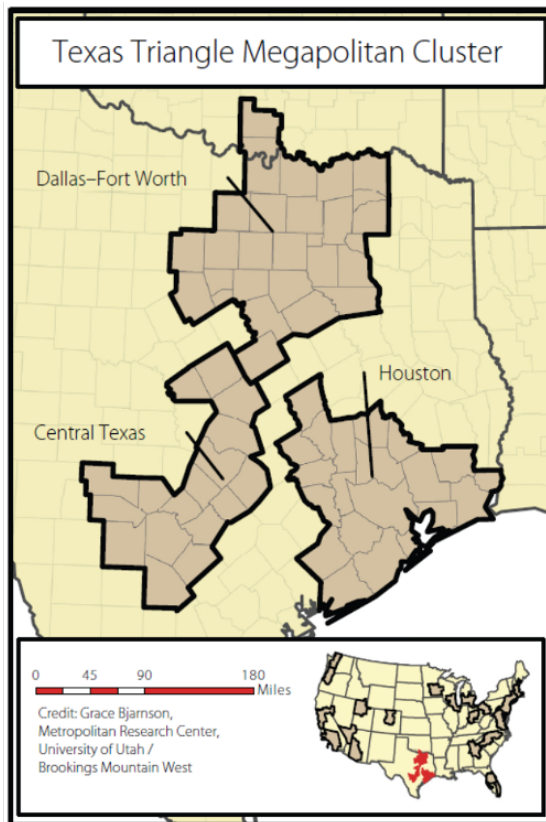 Texas Triangle Megapolitan Cluster
Dallas–Fort Worth
Houston
Central Texas
0 45 90 180
Miles
Credit: Grace Bjarnson,
Metropolitan Research Center,
University of Utah /
Brookings Mountain West